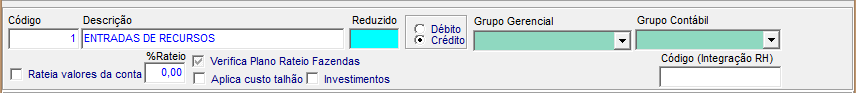 Código Descrição Reduzido Débito Crédito Grupo Gerencial Grupo Contábil
1 ENTRADAS DE RECURSOS
%Rateio Verifica Plano Rateio Fazendas Código (Integração RH)
Rateia valores da conta 0,00 Aplica custo talhão Investimentos